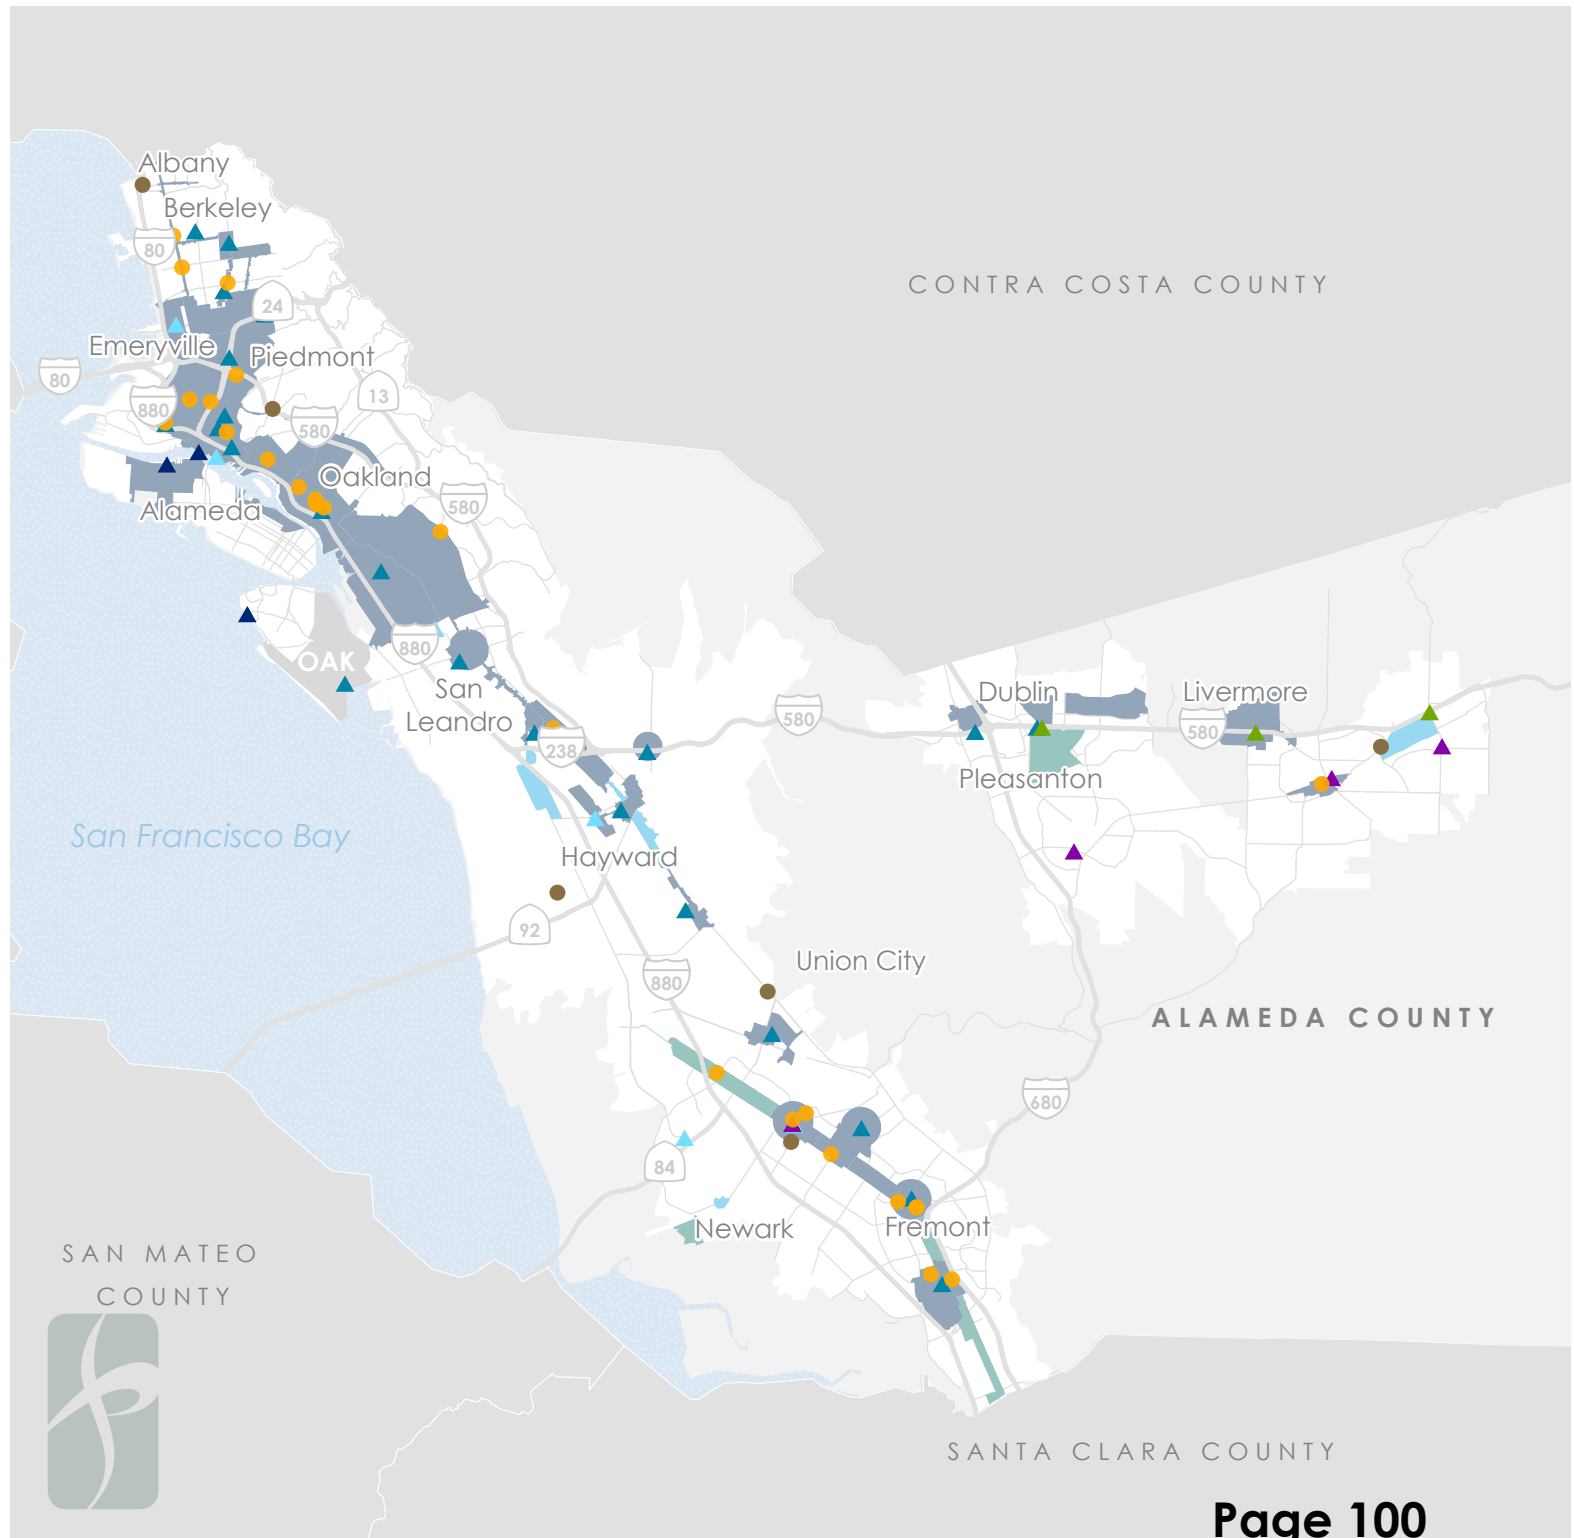 Albany
Berkeley
80
CONTRA COSTA COUNTY
24
Emeryville
Piedmont
80
13
880
580
Oakland
580
Alameda
880
OAK
San
Leandro
Dublin
Livermore
580
580
238
Pleasanton
San Francisco Bay
Hayward
92
Union City
880
ALAMEDA COUNTY
680
84
Newark
Fremont
SAN MATEO
COUNTY
SANTA CLARA COUNTY
Page 100